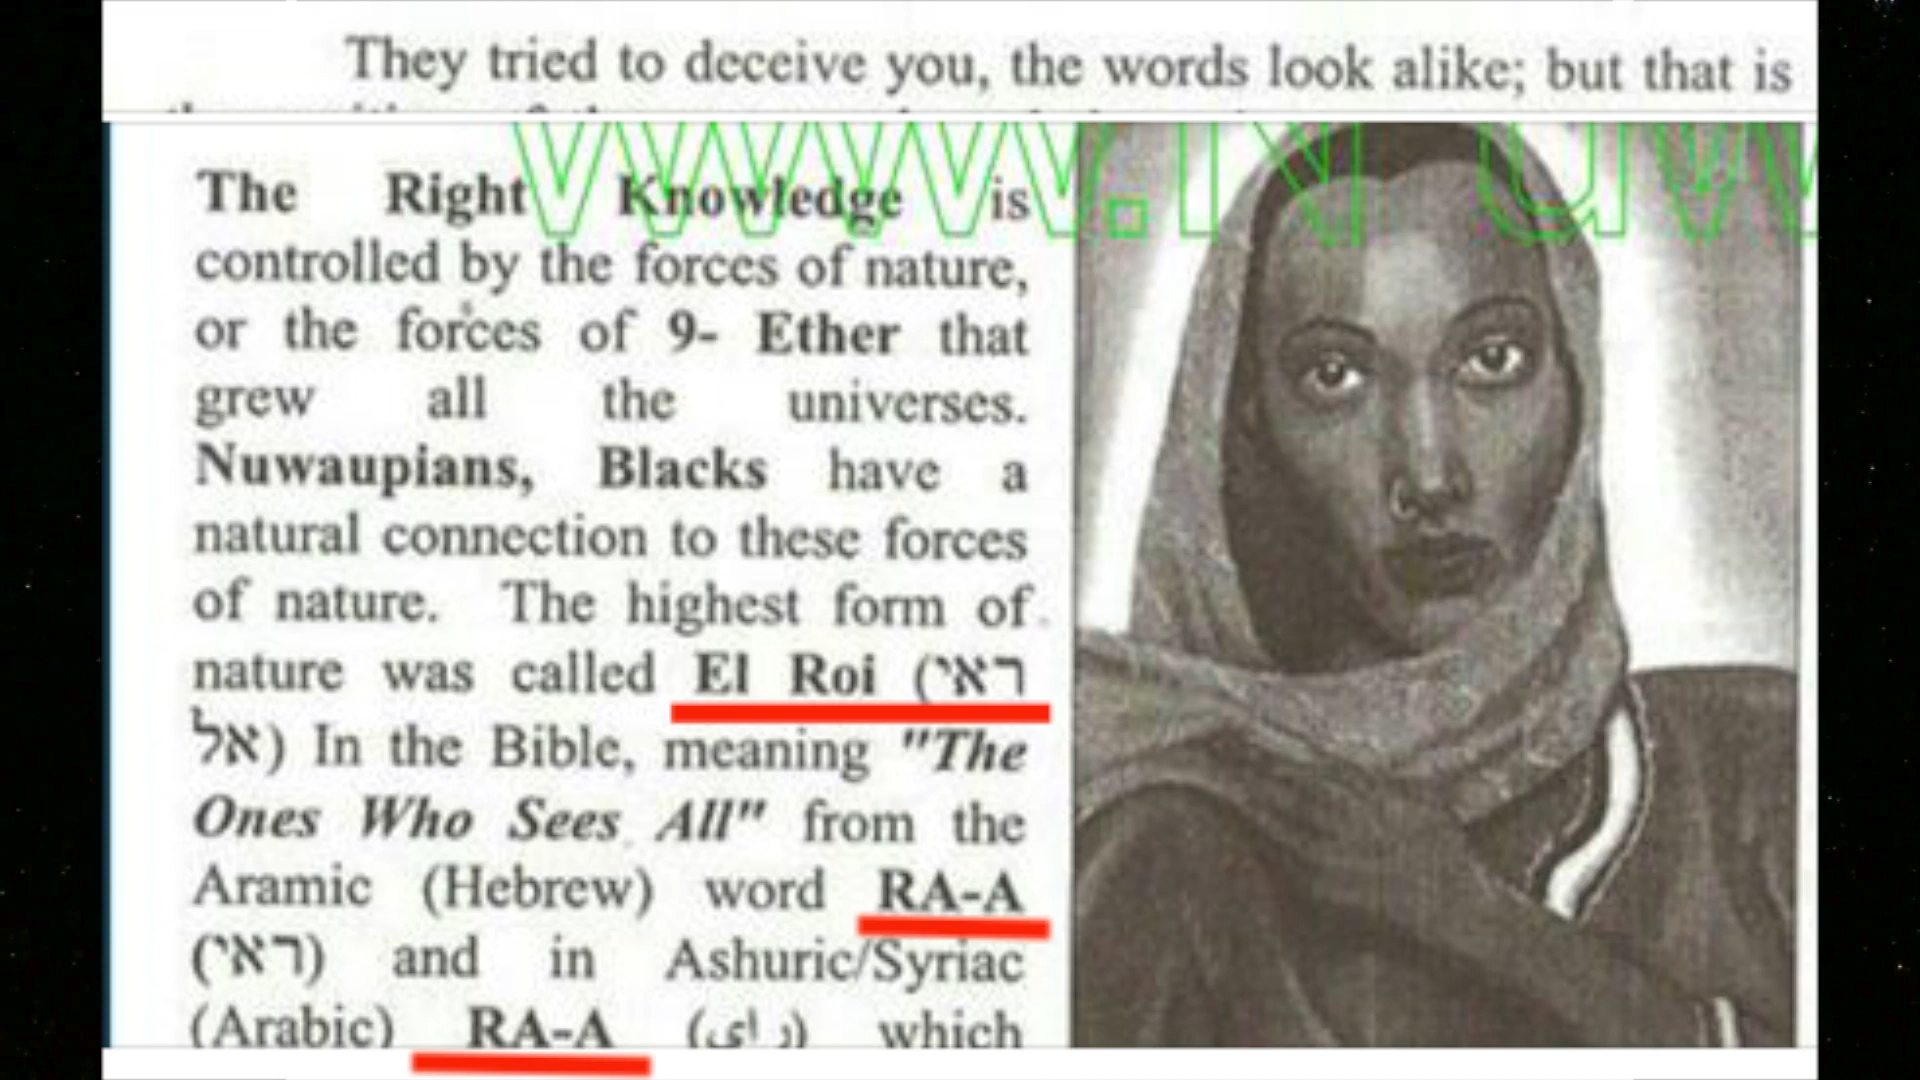 They tried to deceive you, the words look alike; but that is
www.N uw
The Right Knowledge is
controlled by the forces of nature,
or the forces of 9- Ether that
grew all the universes.
Nuwaupians, Blacks have a
natural connection to these forces
of nature. The highest form of
nature was called El Roi (ראי
אל) In the Bible, meaning "The
Ones Who Sees All" from the
Aramic (Hebrew) word RA-A
(ראי) and in Ashuric/Syriac
(Arabic) RA-A (راى) which